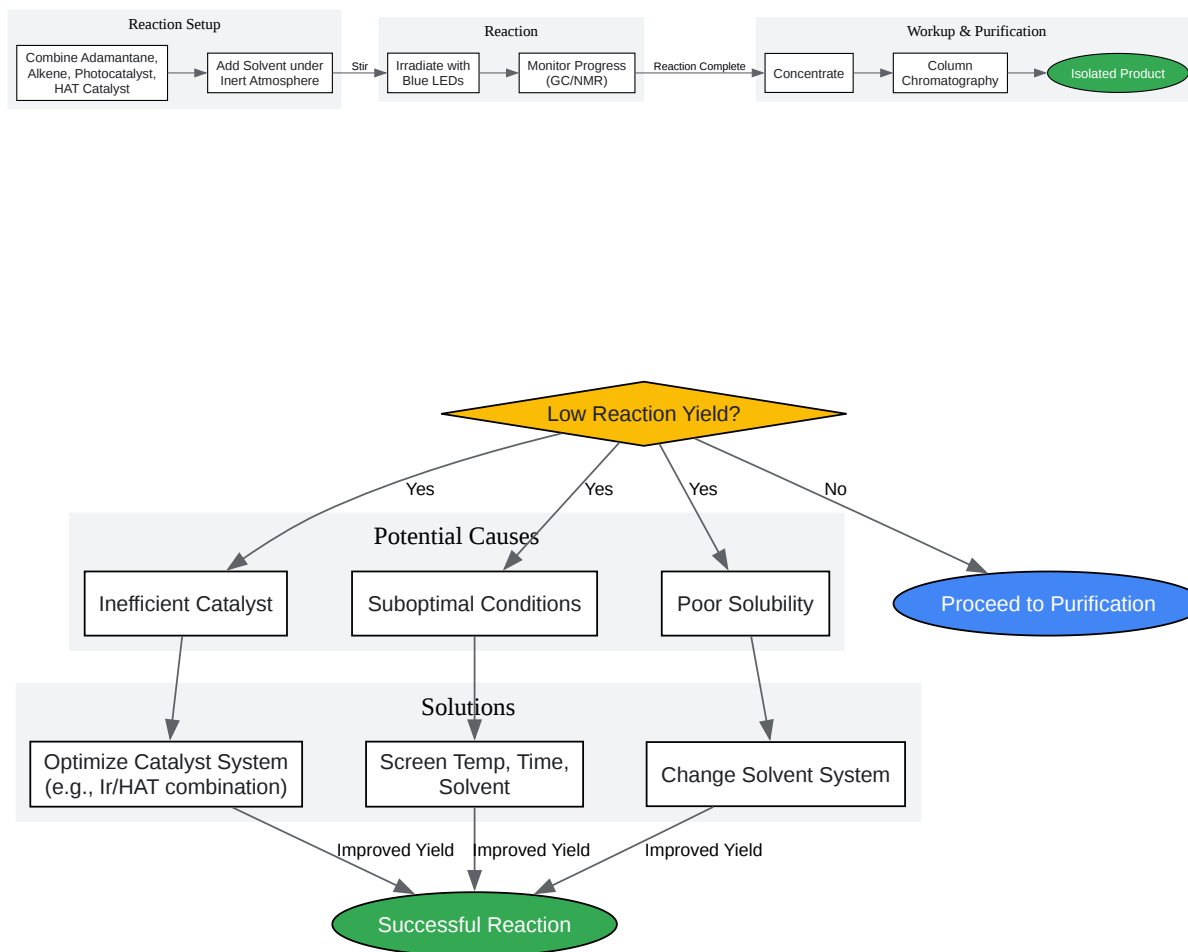 Reaction Setup
Combine Adamantane,
Alkene, Photocatalyst,
HAT Catalyst
Add Solvent under
Inert Atmosphere
Stir
Reaction
Irradiate with
Blue LEDs
Monitor Progress
(GC/NMR)
Reaction Complete
Workup & Purification
Concentrate
Column
Chromatography
Isolated Product
Low Reaction Yield?
Yes
Yes
Yes
No
Potential Causes
Inefficient Catalyst
Suboptimal Conditions
Poor Solubility
Proceed to Purification
Solutions
Optimize Catalyst System
(e.g., Ir/HAT combination)
Screen Temp, Time,
Solvent
Change Solvent System
Improved Yield
Improved Yield
Improved Yield
Successful Reaction